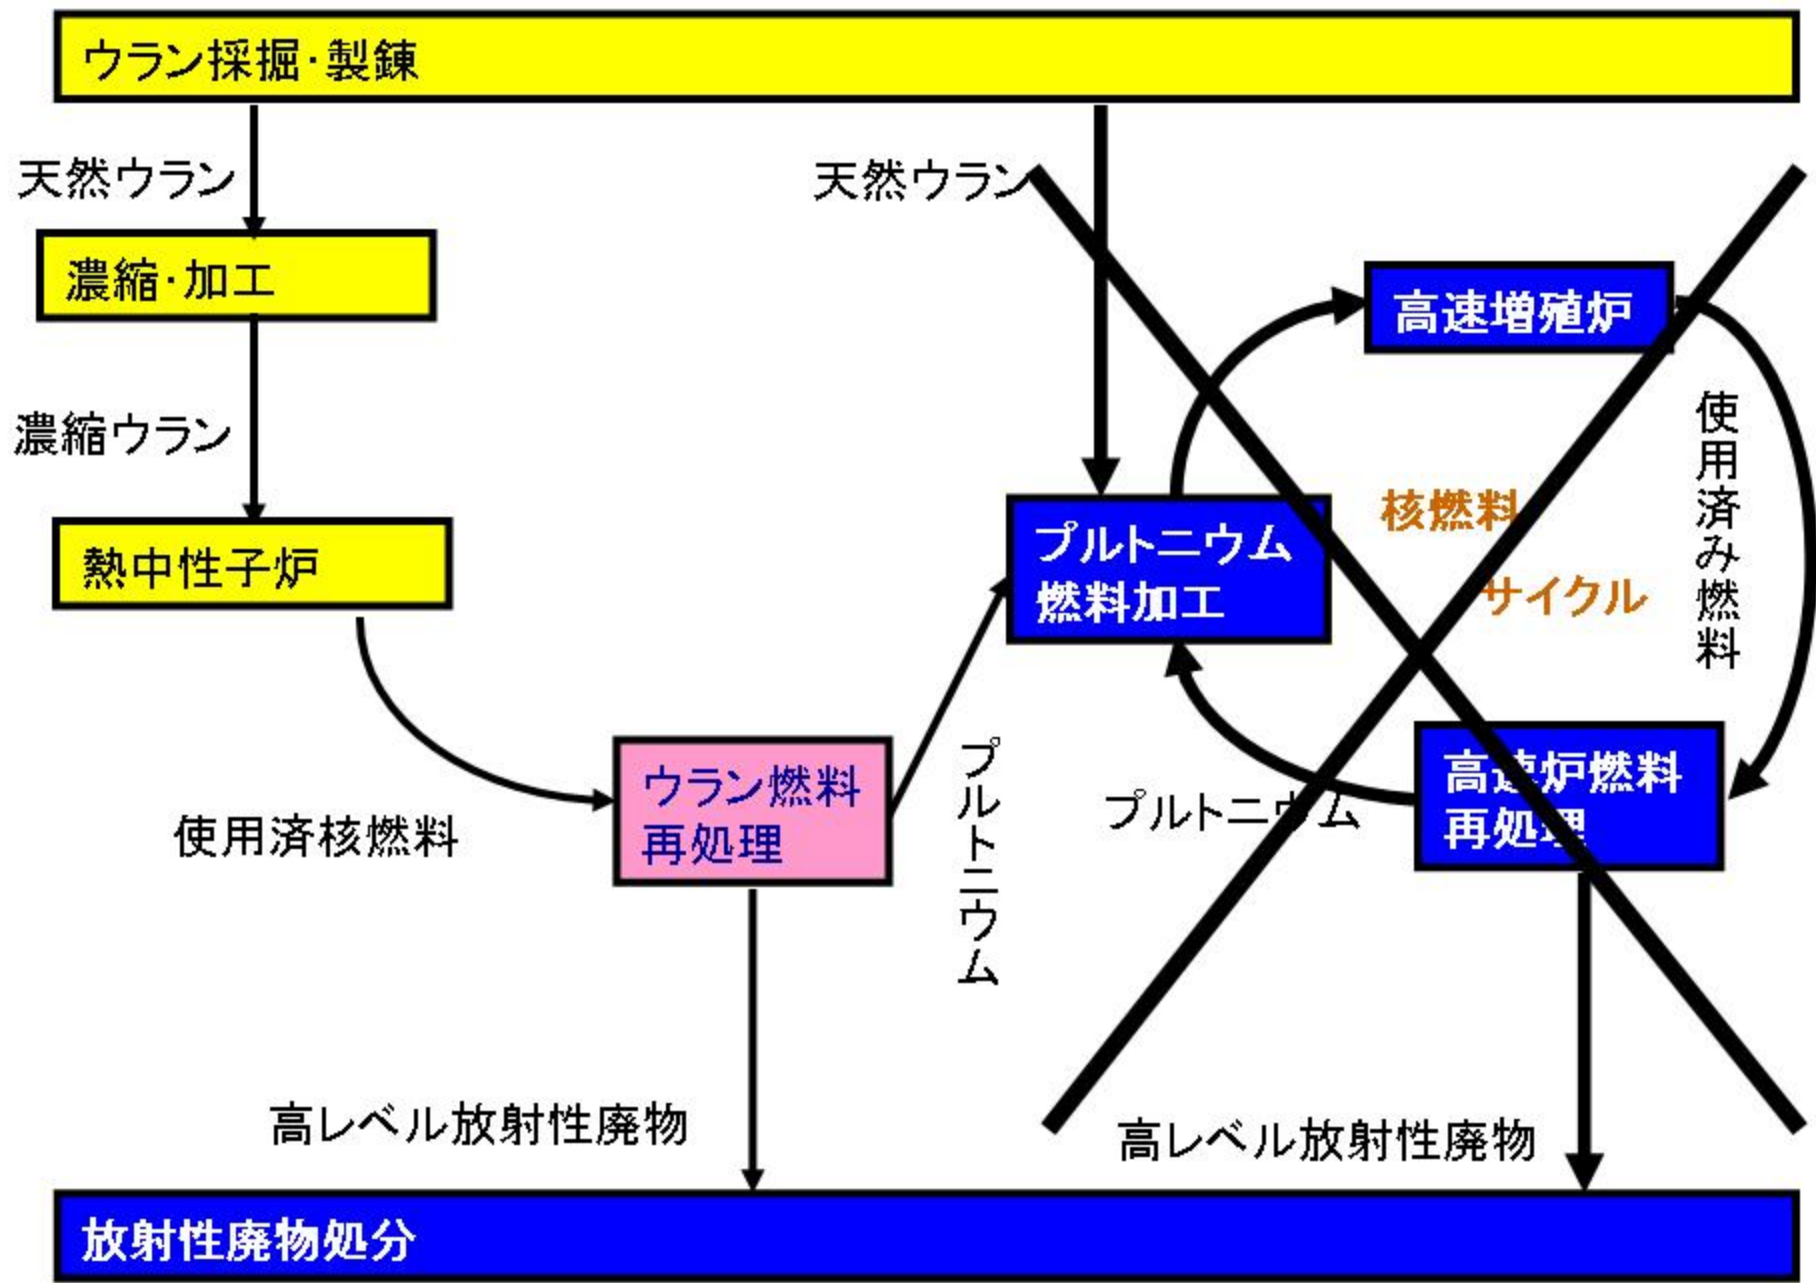 ウラン採掘・製錬
天然ウラン
天然ウラン
濃縮・加工
高速増殖炉
濃縮ウラン
使用済み燃料
核燃料
サイクル
熱中性子炉
プルトニウム
燃料加工
ウラン燃料
再処理
プルトニウム
プルトニウム
高速炉燃料
再処理
使用済核燃料
高レベル放射性廃物
高レベル放射性廃物
放射性廃物処分